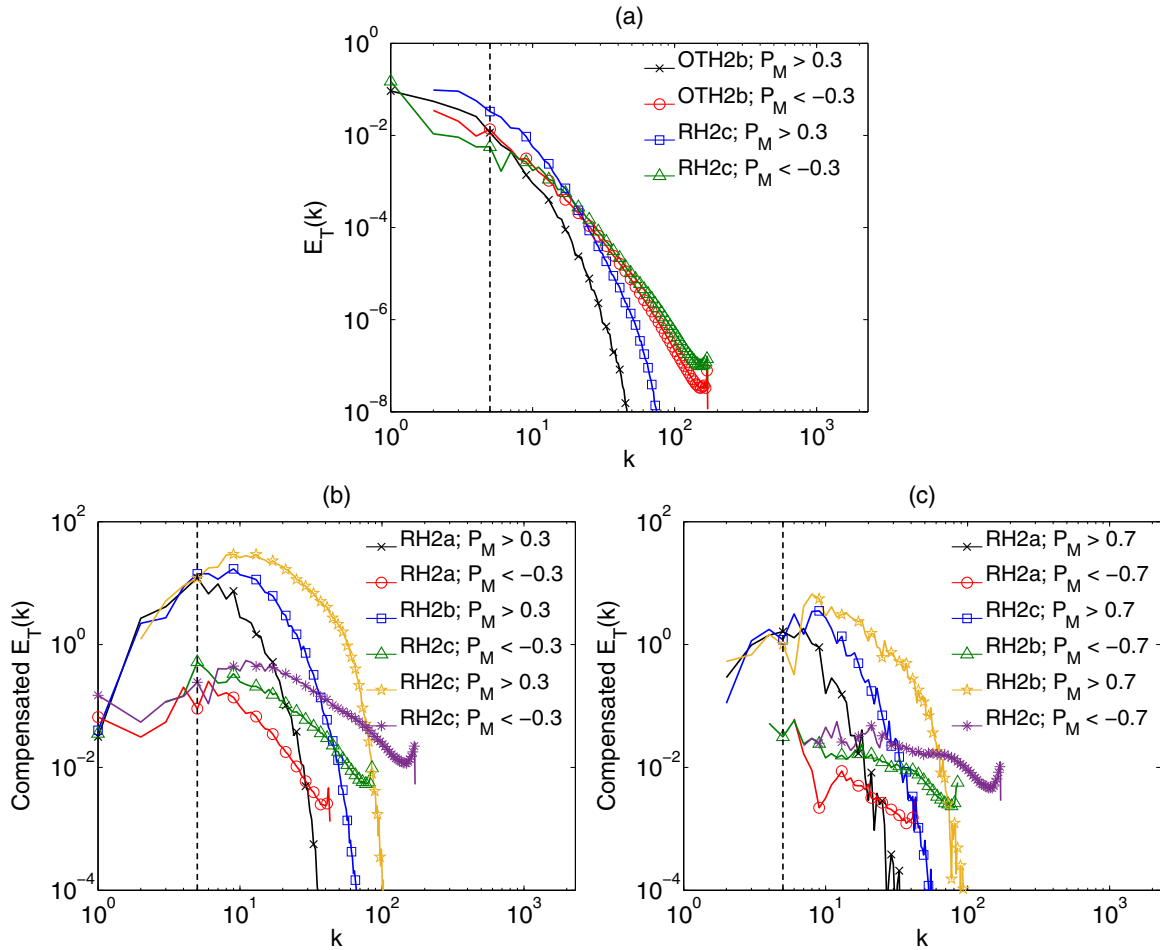 (a)
10^0
10^-2
10^-4
10^-6
10^-8
E_T(k)
OTH2b; P_M > 0.3
OTH2b; P_M < −0.3
RH2c; P_M > 0.3
RH2c; P_M < −0.3
10^0 10^1 10^2 10^3
k
(b)
10^2
10^0
10^-2
10^-4
Compensated E_T(k)
RH2a; P_M > 0.3
RH2a; P_M < −0.3
RH2b; P_M > 0.3
RH2c; P_M < −0.3
RH2c; P_M > 0.3
RH2c; P_M < −0.3
10^0 10^1 10^2 10^3
k
(c)
10^2
10^0
10^-2
10^-4
Compensated E_T(k)
RH2a; P_M > 0.7
RH2a; P_M < −0.7
RH2c; P_M > 0.7
RH2b; P_M < −0.7
RH2b; P_M > 0.7
RH2c; P_M < −0.7
10^0 10^1 10^2 10^3
k